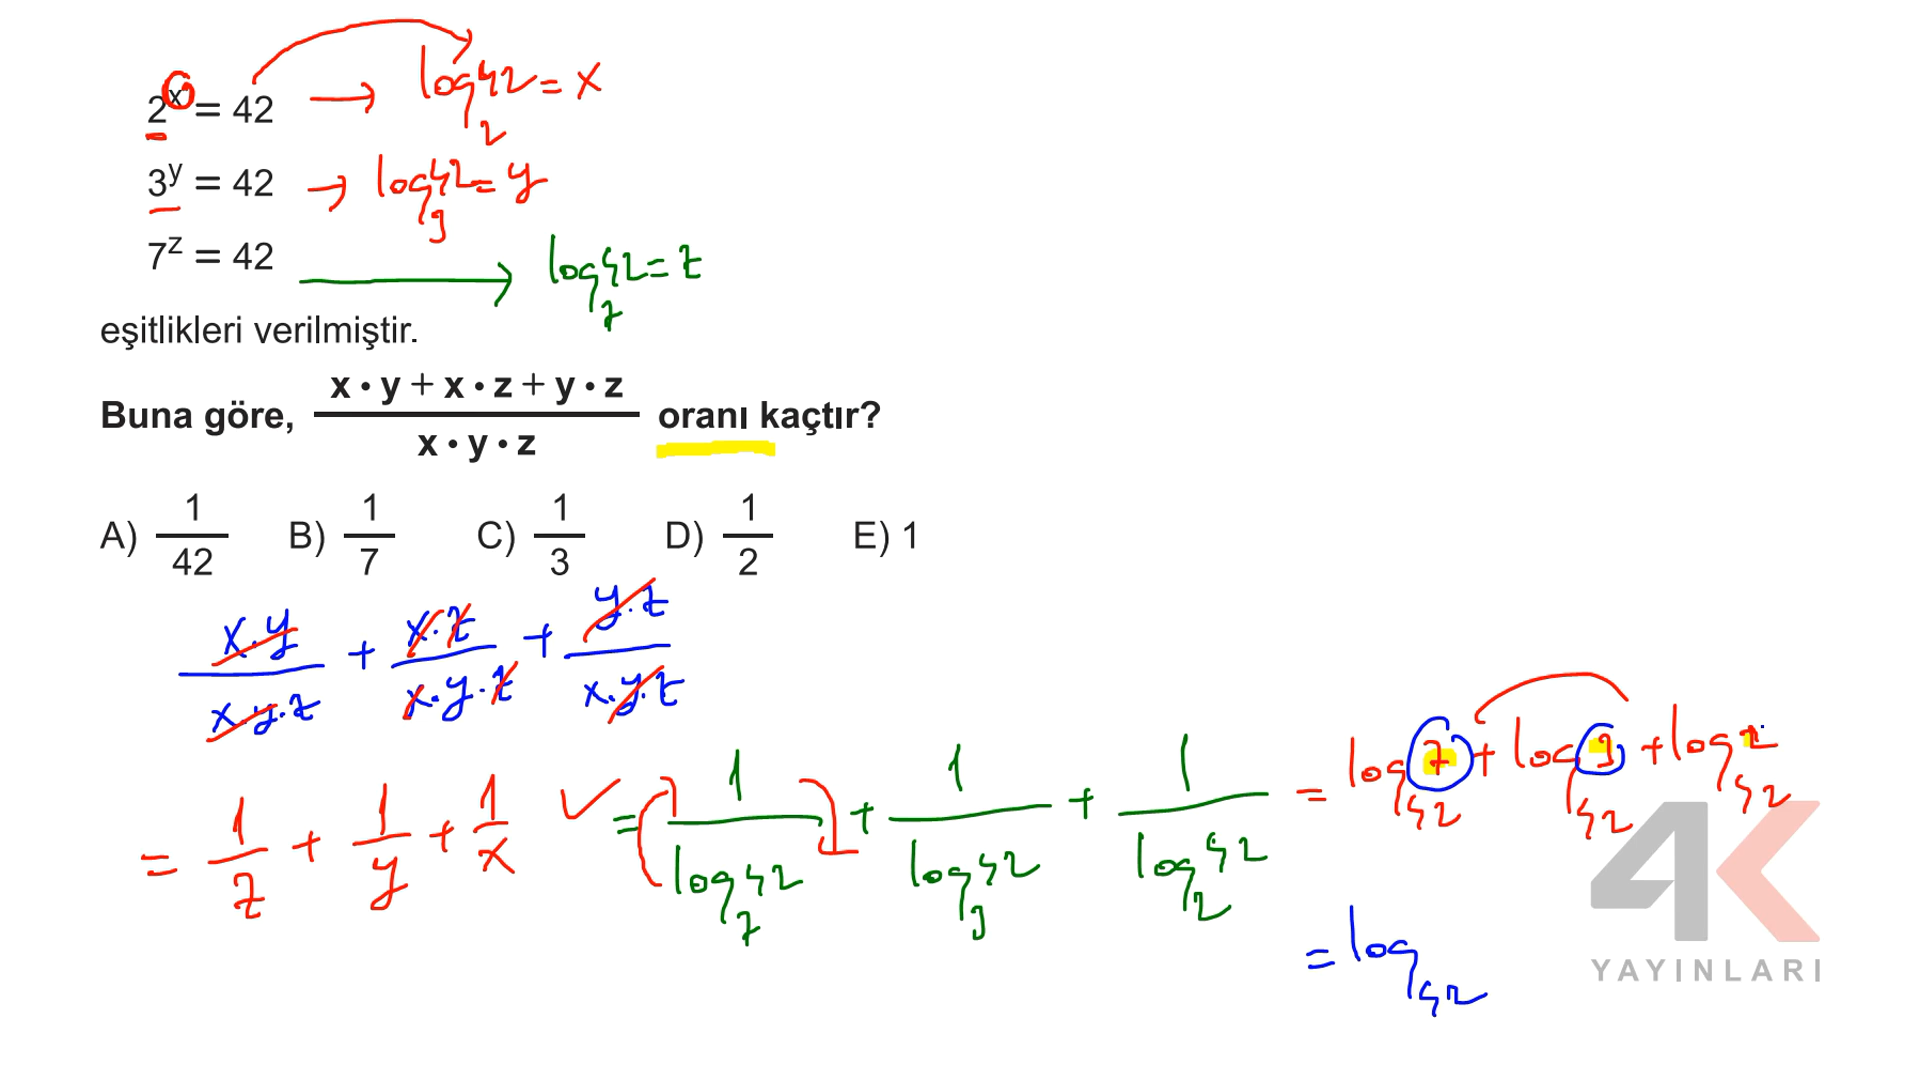 2^x = 42 → log_2 42 = x
3^y = 42 → log_3 42 = y
7^z = 42 → log_7 42 = z
eşitlikleri verilmiştir.
Buna göre, (x · y + x · z + y · z) / (x · y · z) oranı kaçtır?
A) 1/42 B) 1/7 C) 1/3 D) 1/2 E) 1
x.y / x.y.z + x.z / x.y.z + y.z / x.y.z
= 1/z + 1/y + 1/x = 1 / log_7 42 + 1 / log_3 42 + 1 / log_2 42 = log_42 7 + log_42 3 + log_42 2
= log_42
4K
YAYINLARI